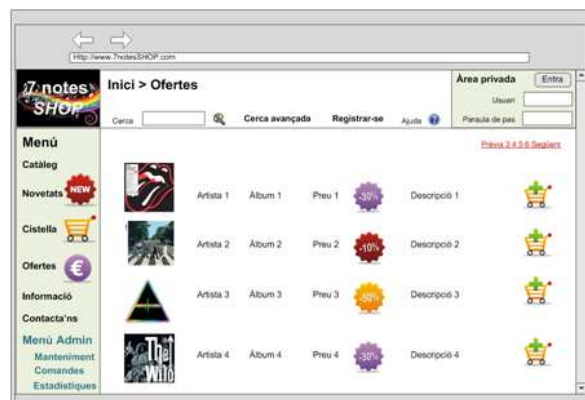 Http://www.7notesSHOP.com
7 notes
SHOP
Inici > Ofertes
Àrea privada
Entra
Usuari
Cerca
Cerca avançada
Registrar-se
Ajuda
?
Paraula de pas
Menú
Prèvia 3 4 5 6 Següent
Catàleg
Novetats
NEW
Artista 1 Àlbum 1 Preu 1 -30% Descripció 1
Cistella
Artista 2 Àlbum 2 Preu 2 -10% Descripció 2
Ofertes
€
Artista 3 Àlbum 3 Preu 3 -50% Descripció 3
Informació
Contacta'ns
Menú Admin
The
Who
Artista 4 Àlbum 4 Preu 4 -30% Descripció 4
Manteniment
Comandes
Estadístiques